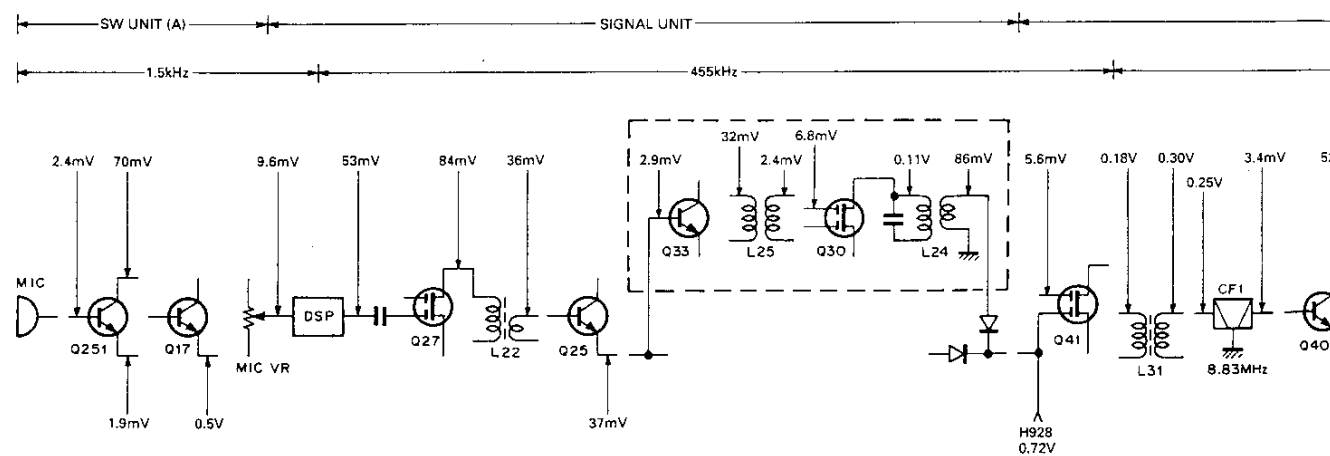 SW UNIT (A)
SIGNAL UNIT
1.5kHz
455kHz
32mV
6.8mV
2.4mV
70mV
9.6mV
53mV
84mV
36mV
2.9mV
2.4mV
0.11V
86mV
5.6mV
0.18V
0.30V
3.4mV
0.25V
Q33
L25
Q30
L24
MIC
DSP
CF1
Q251
Q17
MIC VR
Q27
L22
Q25
Q41
L31
8.83MHz
Q40
1.9mV
0.5V
37mV
H928
0.72V